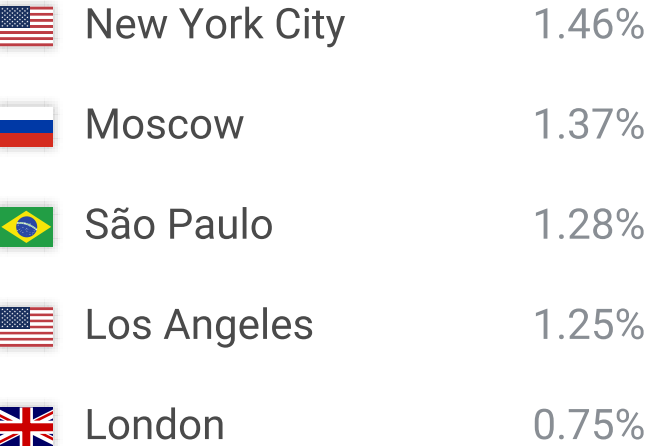 New York City 1.46%
Moscow 1.37%
São Paulo 1.28%
Los Angeles 1.25%
London 0.75%